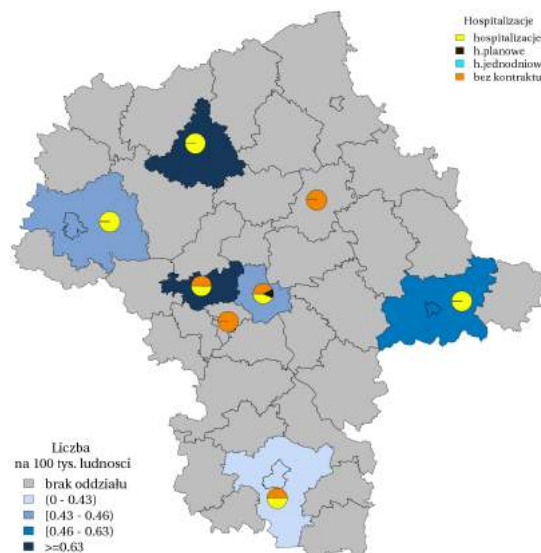 Hospitalizacje
hospitalizacje
h.planowe
h.jednodniow
bez kontraktu
Liczba
na 100 tys. ludnosci
brak oddziału
(0 - 0.43)
[0.43 - 0.46)
[0.46 - 0.63)
>=0.63